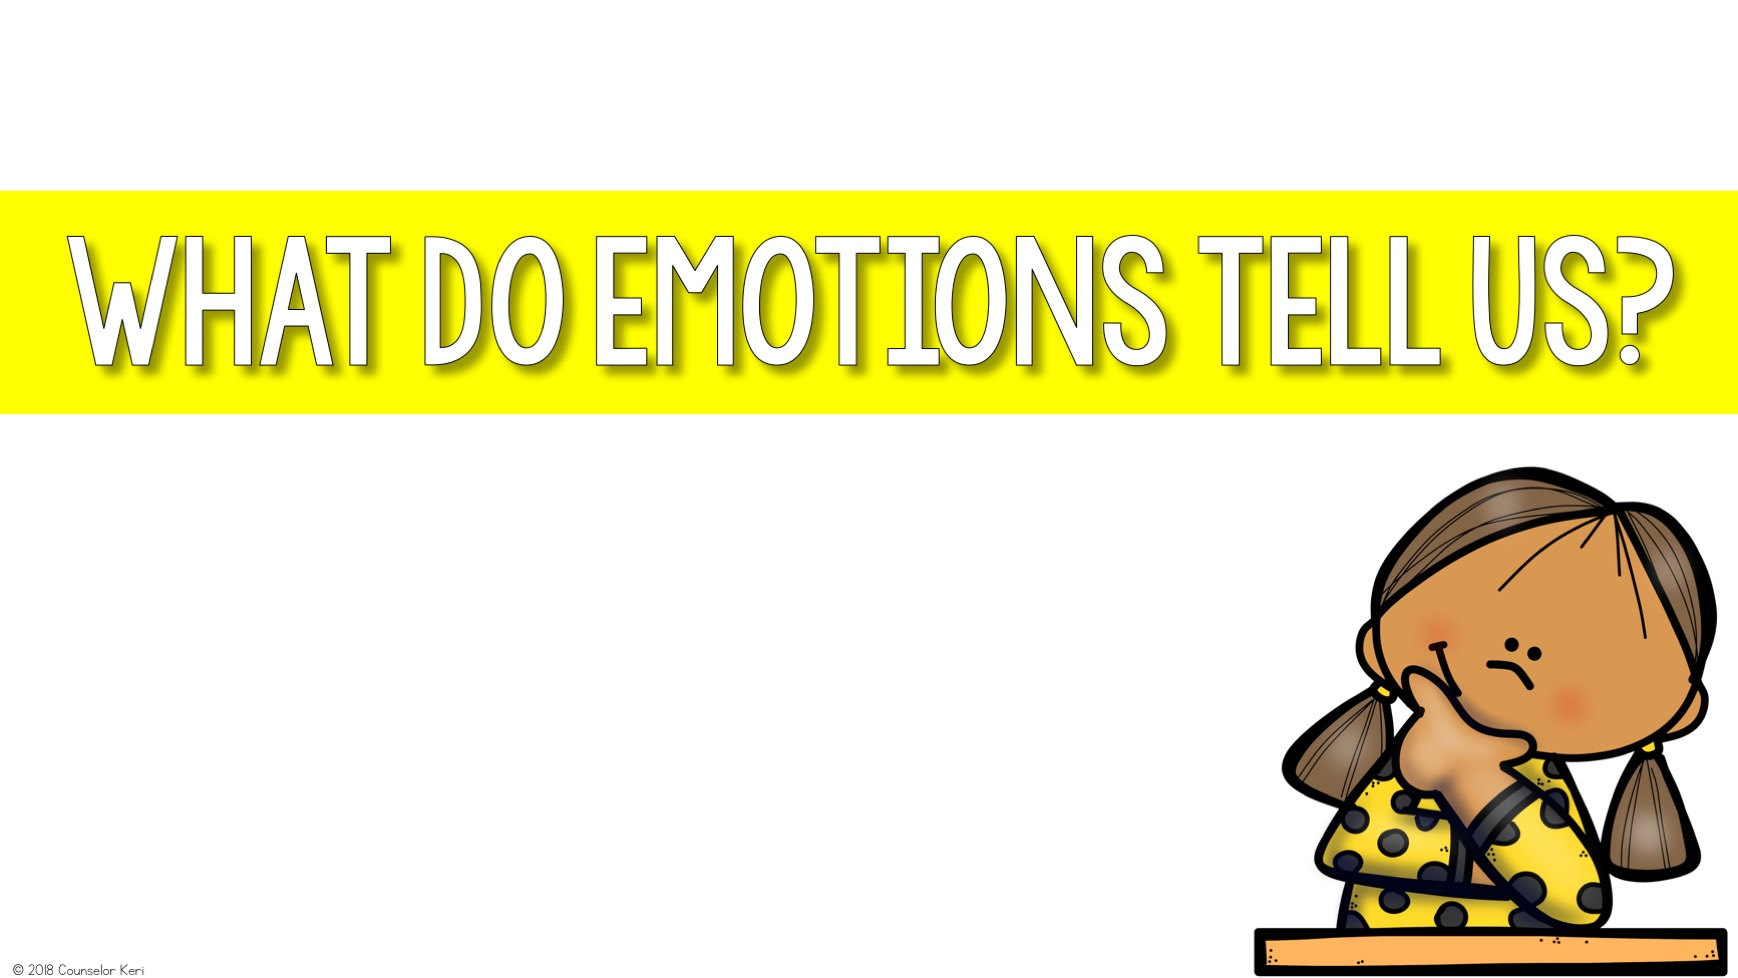 WHAT DO EMOTIONS TELL US?
© 2018 Counselor Keri